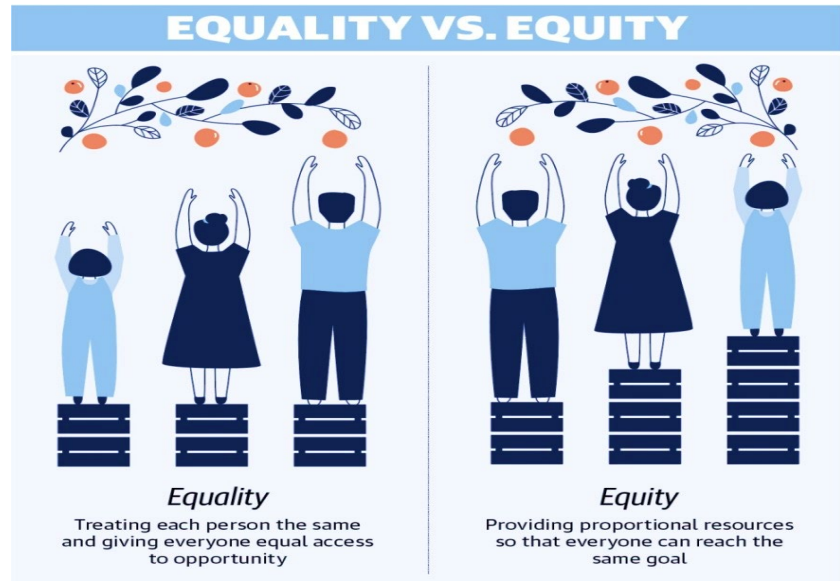 EQUALITY VS. EQUITY
Equality
Treating each person the same
and giving everyone equal access
to opportunity
Equity
Providing proportional resources
so that everyone can reach the
same goal